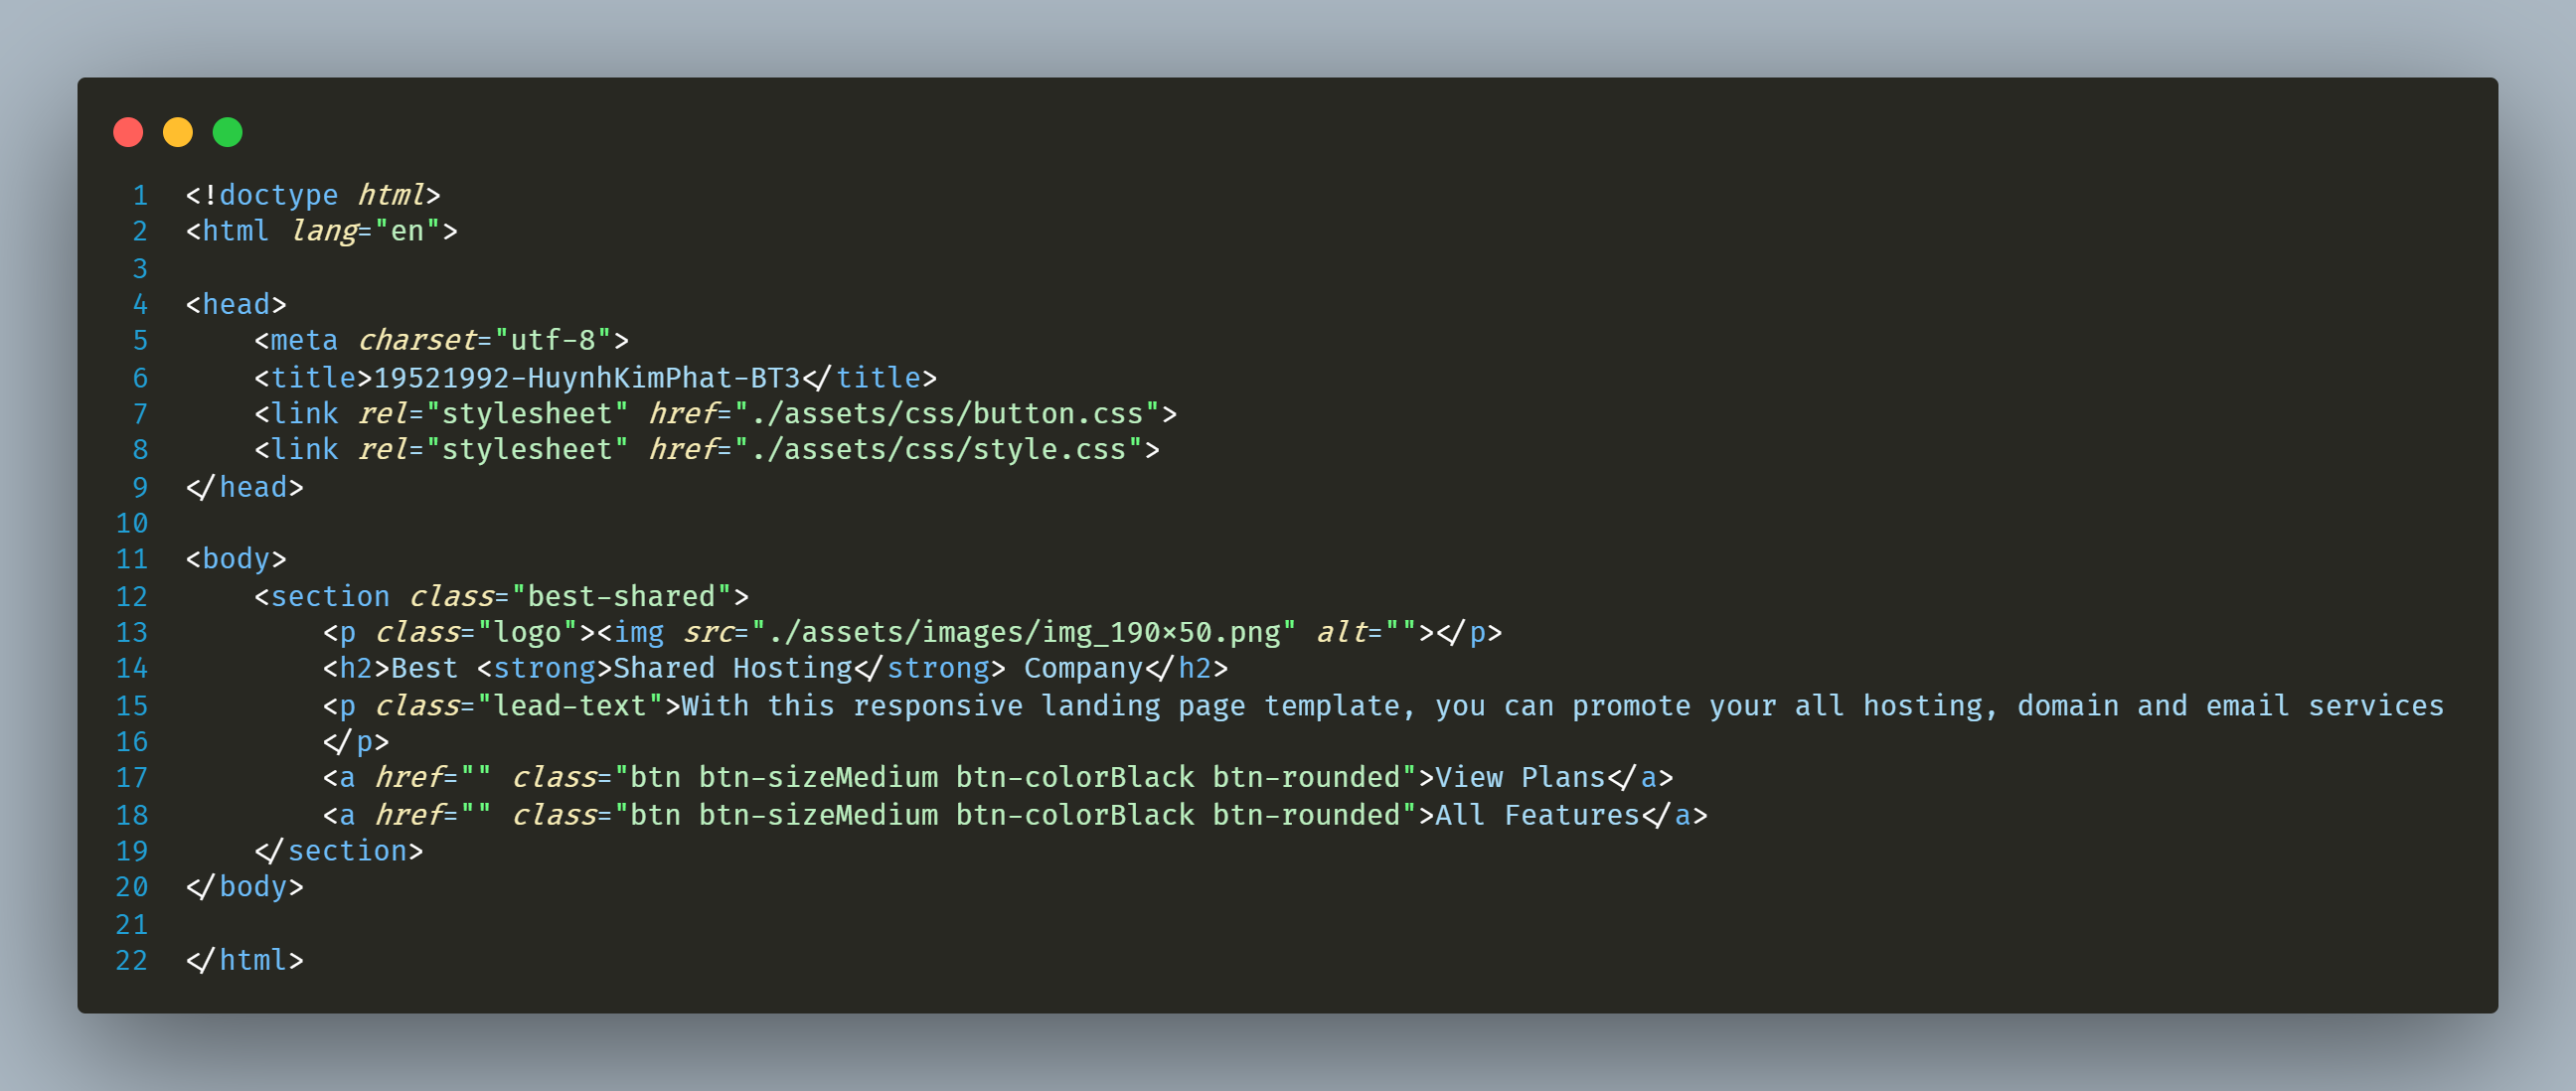 1 <!doctype html>
2 <html lang="en">
3
4 <head>
5     <meta charset="utf-8">
6     <title>19521992-HuynhKimPhat-BT3</title>
7     <link rel="stylesheet" href="./assets/css/button.css">
8     <link rel="stylesheet" href="./assets/css/style.css">
9 </head>
10
11 <body>
12     <section class="best-shared">
13         <p class="logo"><img src="./assets/images/img_190x50.png" alt=""></p>
14         <h2>Best <strong>Shared Hosting</strong> Company</h2>
15         <p class="lead-text">With this responsive landing page template, you can promote your all hosting, domain and email services
16         </p>
17         <a href="" class="btn btn-sizeMedium btn-colorBlack btn-rounded">View Plans</a>
18         <a href="" class="btn btn-sizeMedium btn-colorBlack btn-rounded">All Features</a>
19     </section>
20 </body>
21
22 </html>